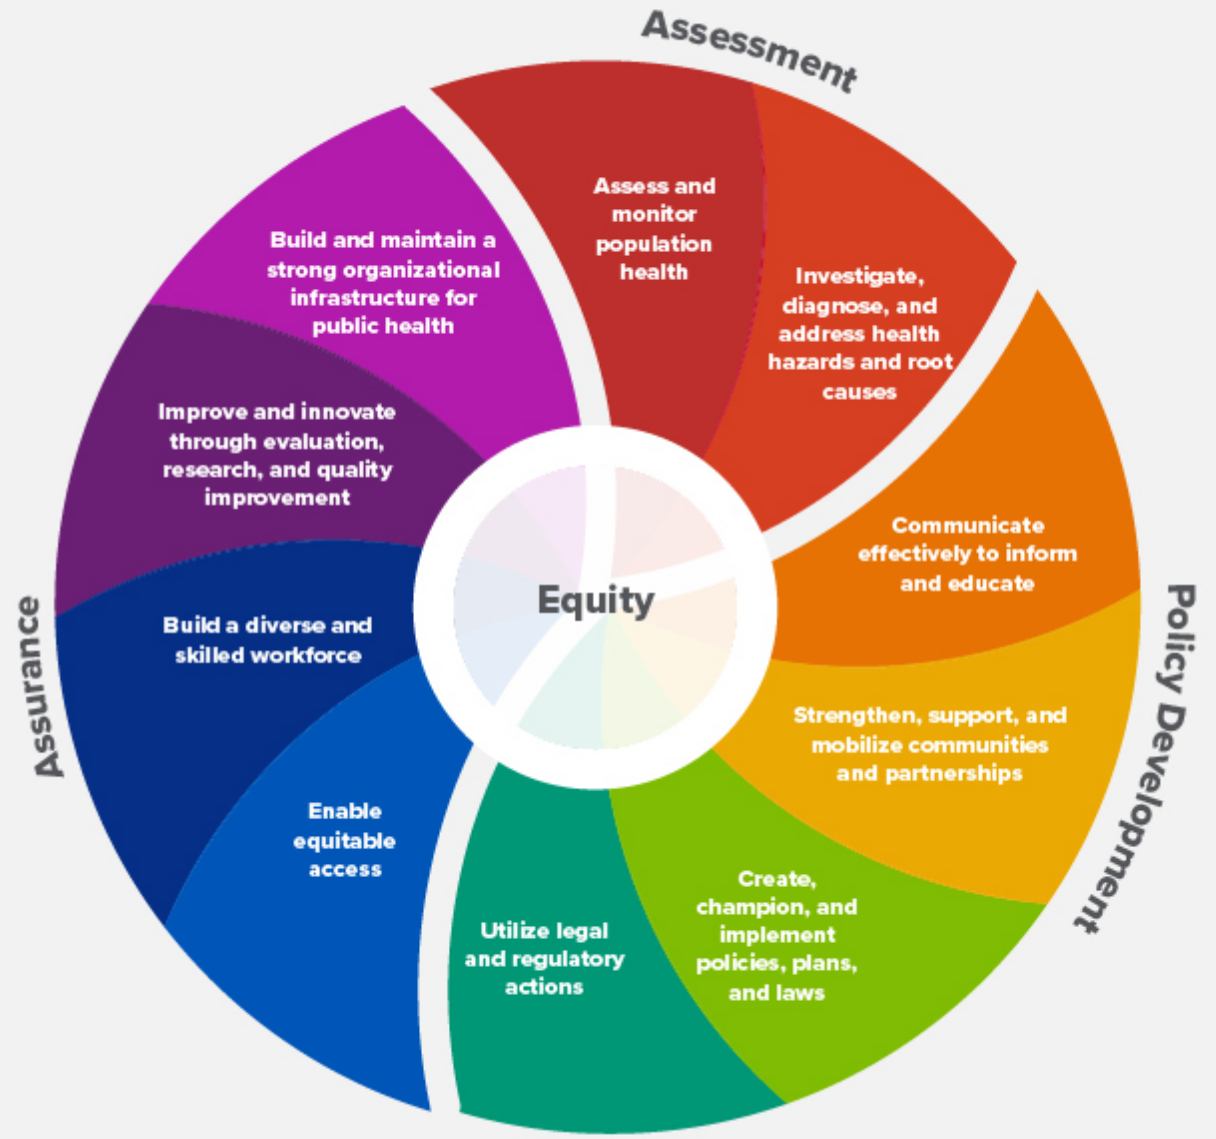 Assessment
Assess and
monitor
population
health
Investigate,
diagnose, and
address health
hazards and root
causes
Policy Development
Communicate
effectively to inform
and educate
Strengthen, support, and
mobilize communities
and partnerships
Create,
champion, and
implement
policies, plans,
and laws
Utilize legal
and regulatory
actions
Assurance
Enable
equitable
access
Build a diverse and
skilled workforce
Improve and innovate
through evaluation,
research, and quality
improvement
Build and maintain a
strong organizational
infrastructure for
public health
Equity